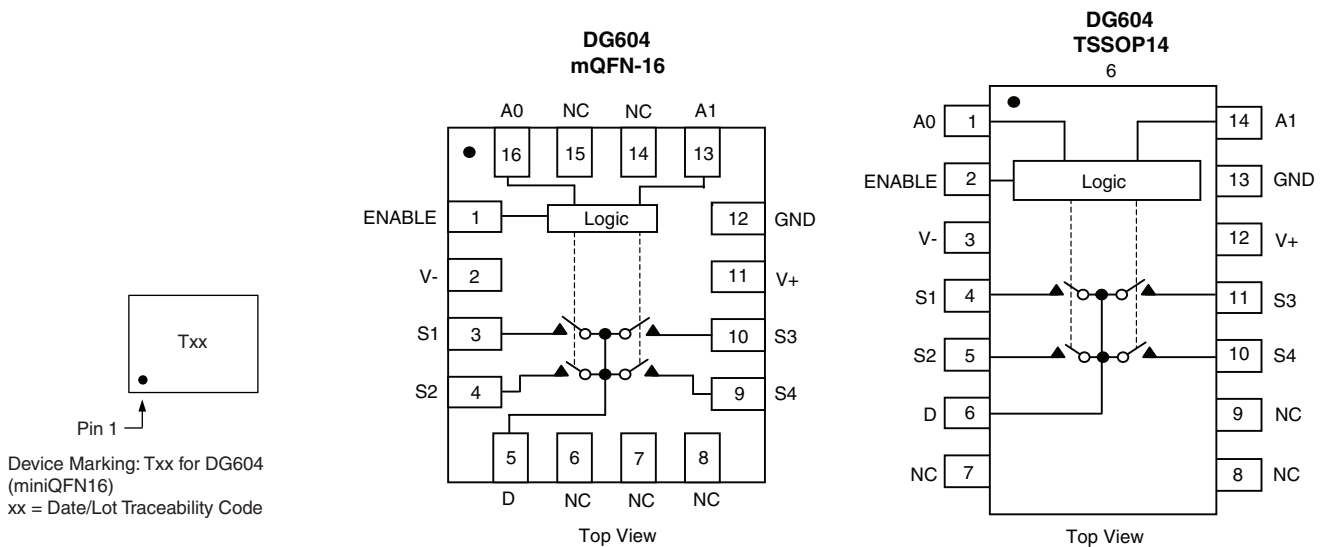 Txx
Pin 1
Device Marking: Txx for DG604
(miniQFN16)
xx = Date/Lot Traceability Code
DG604
mQFN-16
A0 NC NC A1
16 15 14 13
ENABLE 1 Logic 12 GND
V- 2 11 V+
S1 3 10 S3
S2 4 9 S4
5 6 7 8
D NC NC NC
Top View
DG604
TSSOP14
6
A0 1 14 A1
ENABLE 2 Logic 13 GND
V- 3 12 V+
S1 4 11 S3
S2 5 10 S4
D 6 9 NC
NC 7 8 NC
Top View